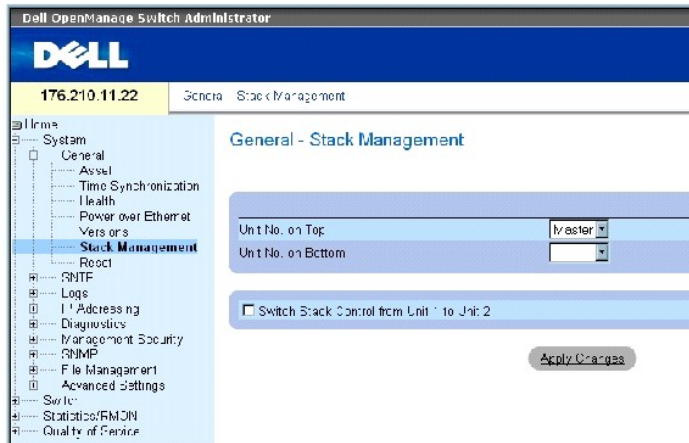 Dell OpenManage Switch Administrator
DELL
176.210.11.22
General Stack Management
Home
System
General
Asset
Time Synchronization
Health
Power over Ethernet
Versions
Stack Management
Reset
SNTP
Logs
IP Addressing
Diagnostics
Management Security
SNMP
File Management
Advanced Settings
Switch
Statistics/RMON
Quality of Service
General - Stack Management
Unit No. on Top
Master
Unit No. on Bottom
Switch Stack Control from Unit 1 to Unit 2
Apply Changes